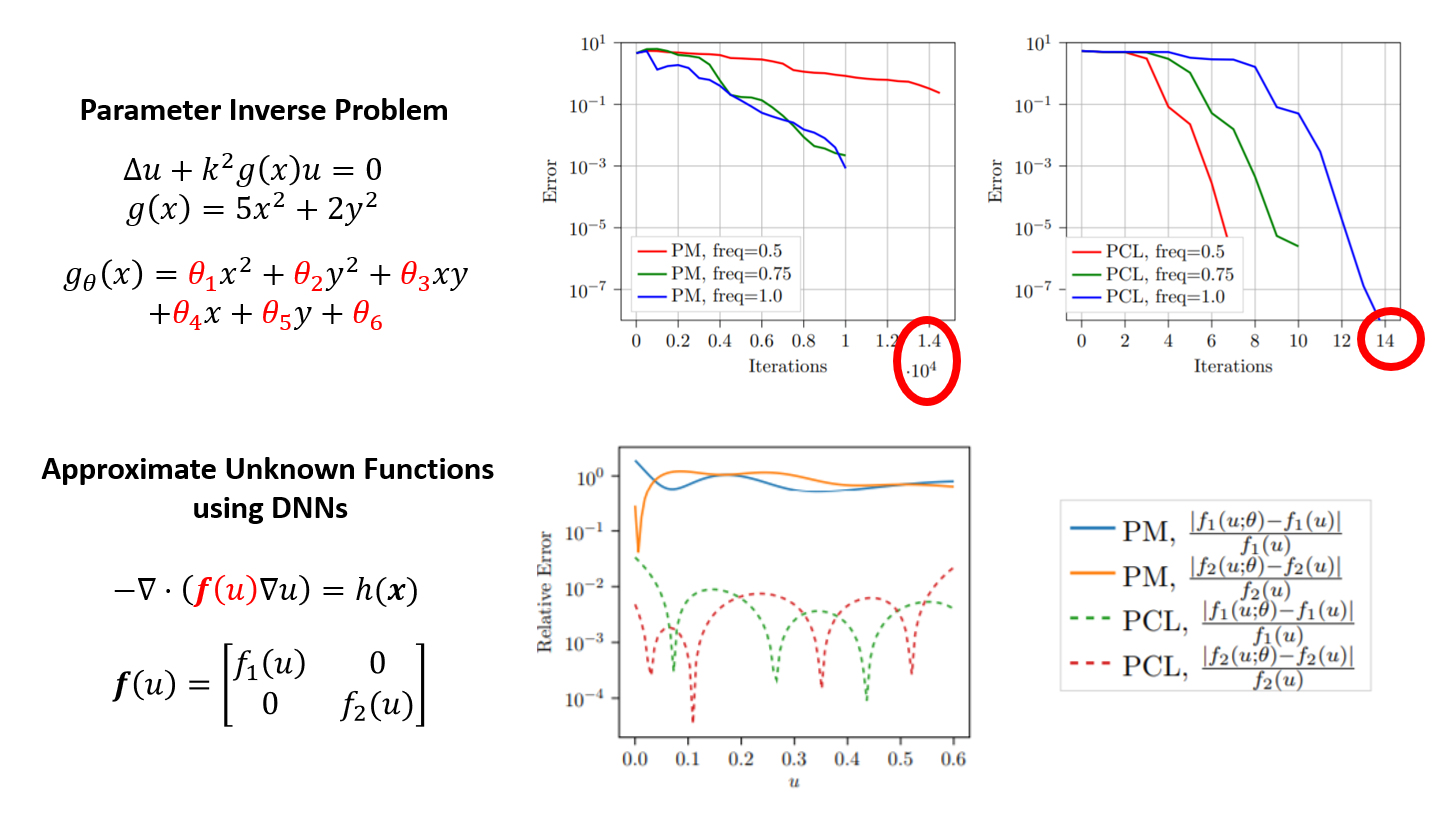 Parameter Inverse Problem
Δu + k²g(x)u = 0
g(x) = 5x² + 2y²
g_θ(x) = θ₁x² + θ₂y² + θ₃xy
+θ₄x + θ₅y + θ₆
10¹
10⁻¹
10⁻³
10⁻⁵
10⁻⁷
Error
PM, freq=0.5
PM, freq=0.75
PM, freq=1.0
0 0.2 0.4 0.6 0.8 1 1.2 1.4
·10⁴
Iterations
10¹
10⁻¹
10⁻³
10⁻⁵
10⁻⁷
Error
PCL, freq=0.5
PCL, freq=0.75
PCL, freq=1.0
0 2 4 6 8 10 12 14
Iterations
Approximate Unknown Functions
using DNNs
−∇ · (f(u)∇u) = h(x)
f(u) = [f₁(u) 0
0 f₂(u)]
10⁰
10⁻¹
10⁻²
10⁻³
10⁻⁴
Relative Error
0.0 0.1 0.2 0.3 0.4 0.5 0.6
u
PM, |f₁(u;θ)−f₁(u)| / f₁(u)
PM, |f₂(u;θ)−f₂(u)| / f₂(u)
PCL, |f₁(u;θ)−f₁(u)| / f₁(u)
PCL, |f₂(u;θ)−f₂(u)| / f₂(u)